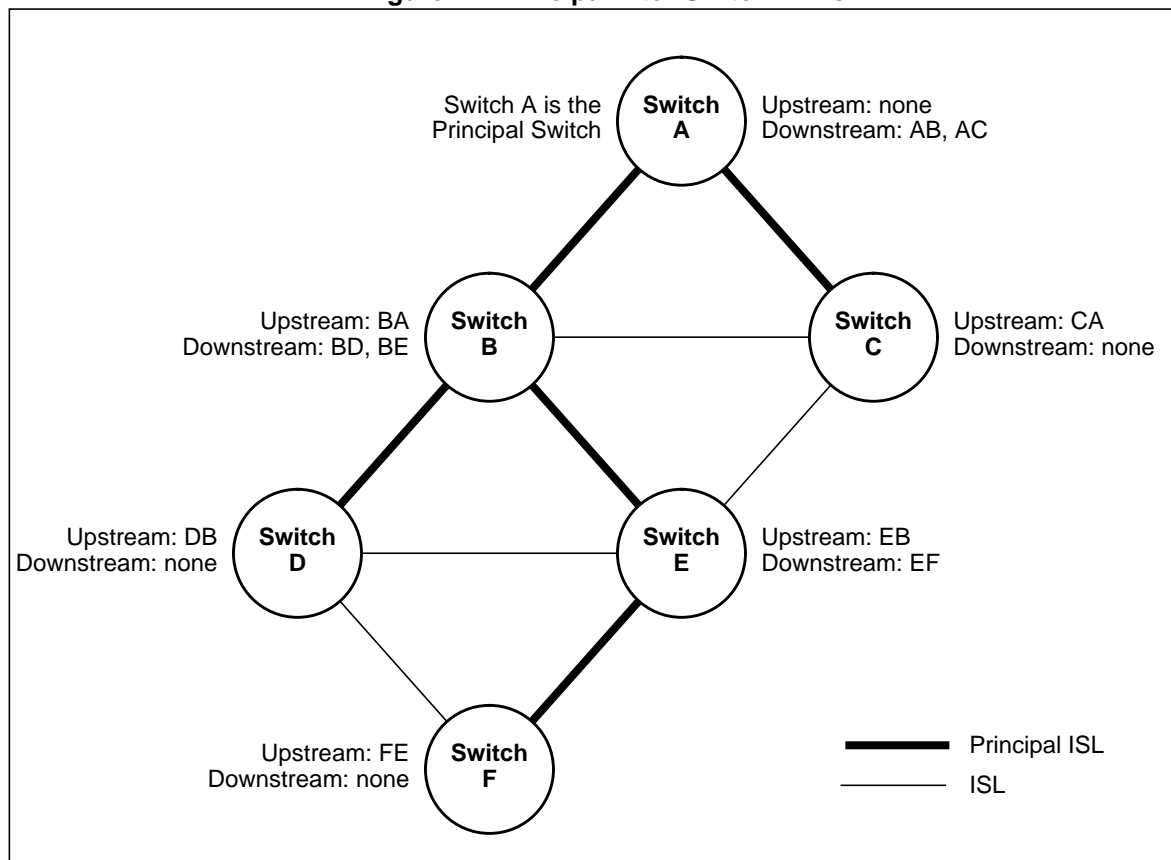 Switch A is the
Principal Switch
Switch
A
Upstream: none
Downstream: AB, AC
Upstream: BA
Downstream: BD, BE
Switch
B
Switch
C
Upstream: CA
Downstream: none
Upstream: DB
Downstream: none
Switch
D
Switch
E
Upstream: EB
Downstream: EF
Upstream: FE
Downstream: none
Switch
F
Principal ISL
ISL